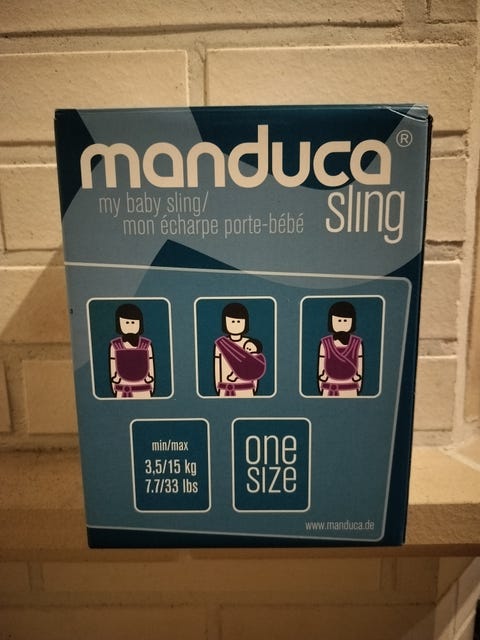 manduca®
my baby sling/
mon écharpe porte-bébé
sling
min/max
3,5/15 kg
7.7/33 lbs
one
size
www.manduca.de